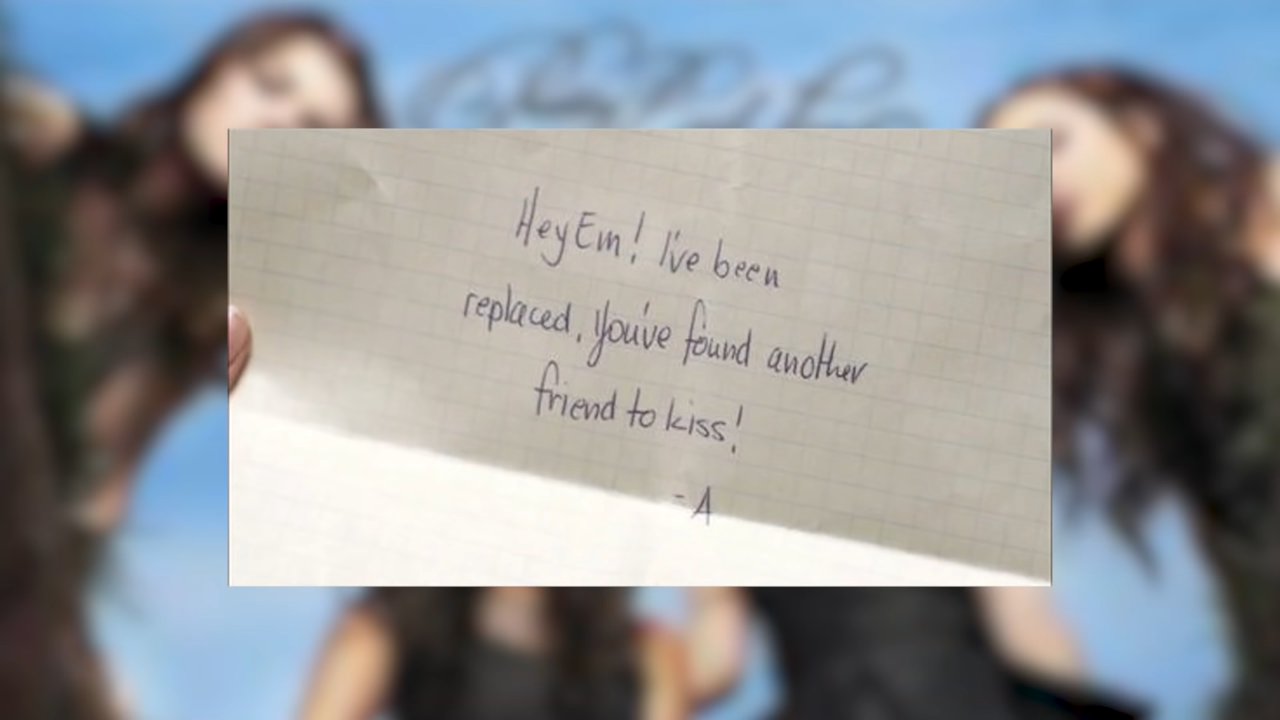 Hey Em! I've been
replaced. You've found another
friend to kiss!
- A